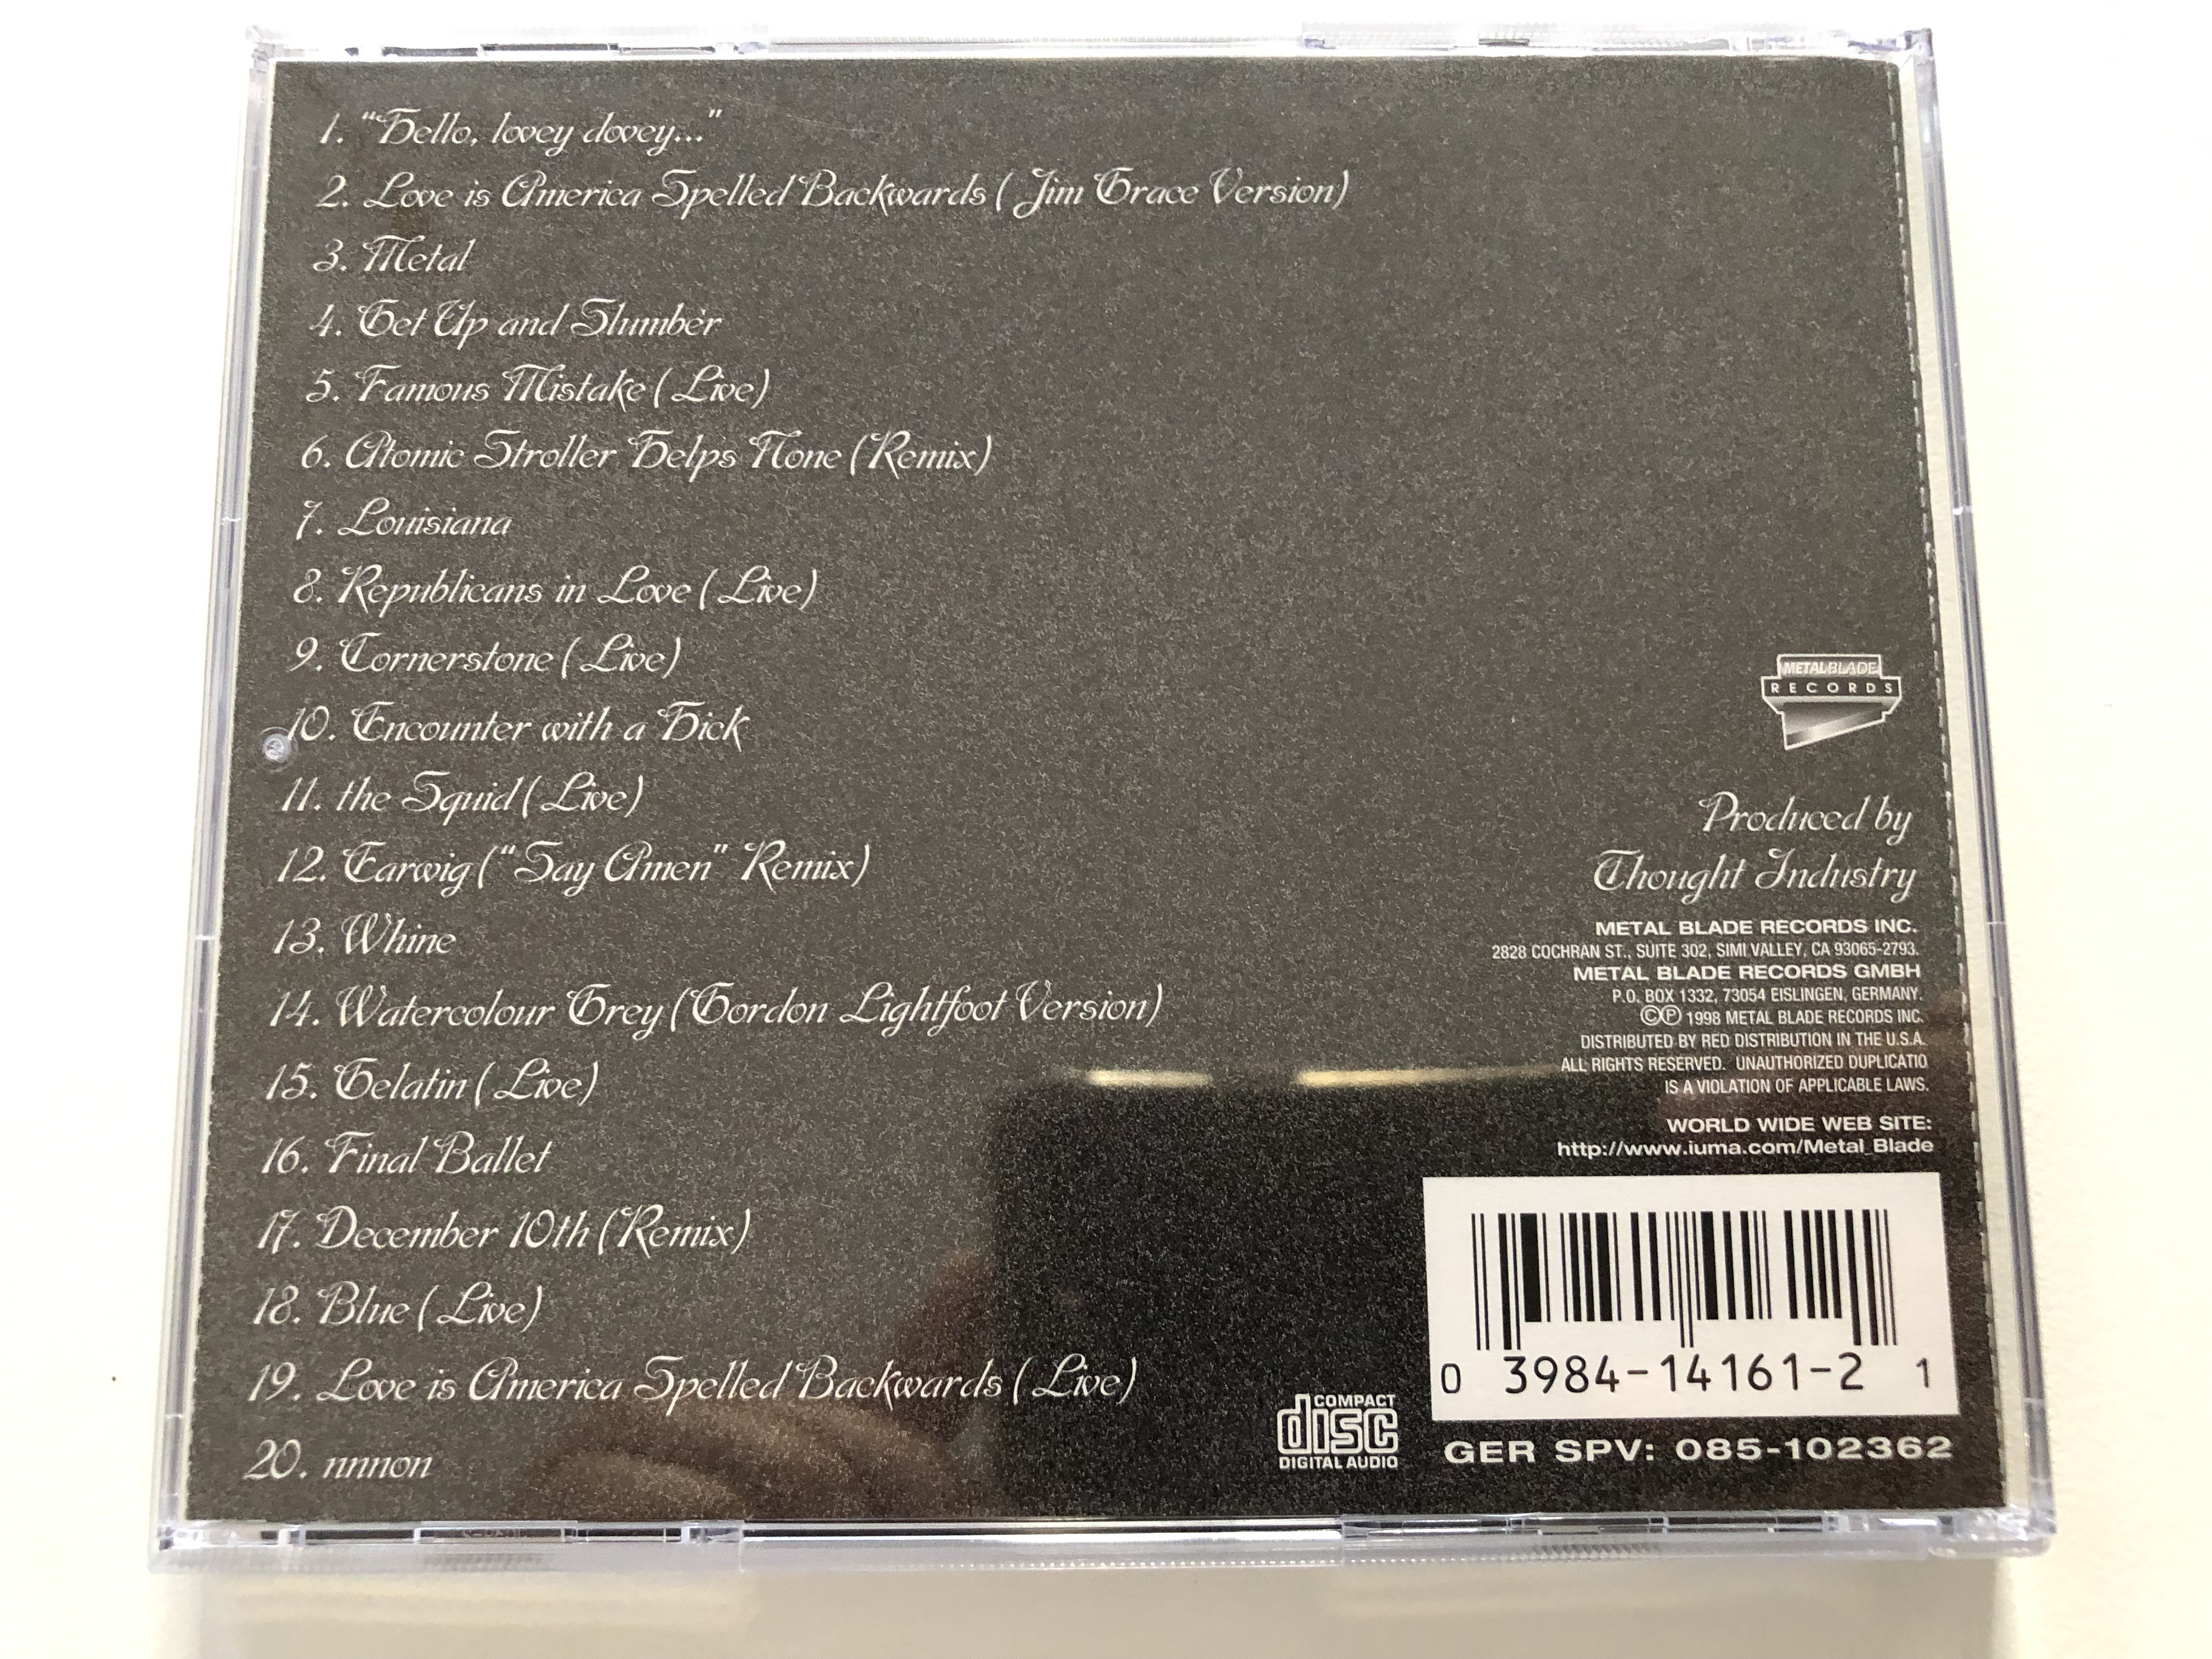 1. "Hello, lovey dovey..."
2. Love is America Spelled Backwards (Jim Grace Version)
3. Metal
4. Get Up and Slumber
5. Famous Mistake (Live)
6. Atomic Stroller Helps None (Remix)
7. Louisiana
8. Republicans in Love (Live)
9. Cornerstone (Live)
10. Encounter with a Hick
11. the Squid (Live)
12. Earwig ("Say Amen" Remix)
13. Whine
14. Watercolour Grey (Gordon Lightfoot Version)
15. Gelatin (Live)
16. Final Ballet
17. December 10th (Remix)
18. Blue (Live)
19. Love is America Spelled Backwards (Live)
20. nnnon
METAL BLADE
RECORDS
Produced by
Thought Industry
METAL BLADE RECORDS INC.
2828 COCHRAN ST., SUITE 302, SIMI VALLEY, CA 93065-2793.
METAL BLADE RECORDS GMBH
P.O. BOX 1332, 73054 EISLINGEN, GERMANY.
©℗ 1998 METAL BLADE RECORDS INC.
DISTRIBUTED BY RED DISTRIBUTION IN THE U.S.A.
ALL RIGHTS RESERVED. UNAUTHORIZED DUPLICATIO
IS A VIOLATION OF APPLICABLE LAWS.
WORLD WIDE WEB SITE:
http://www.iuma.com/Metal_Blade
0 3984-14161-2 1
COMPACT
disc
DIGITAL AUDIO
GER SPV: 085-102362